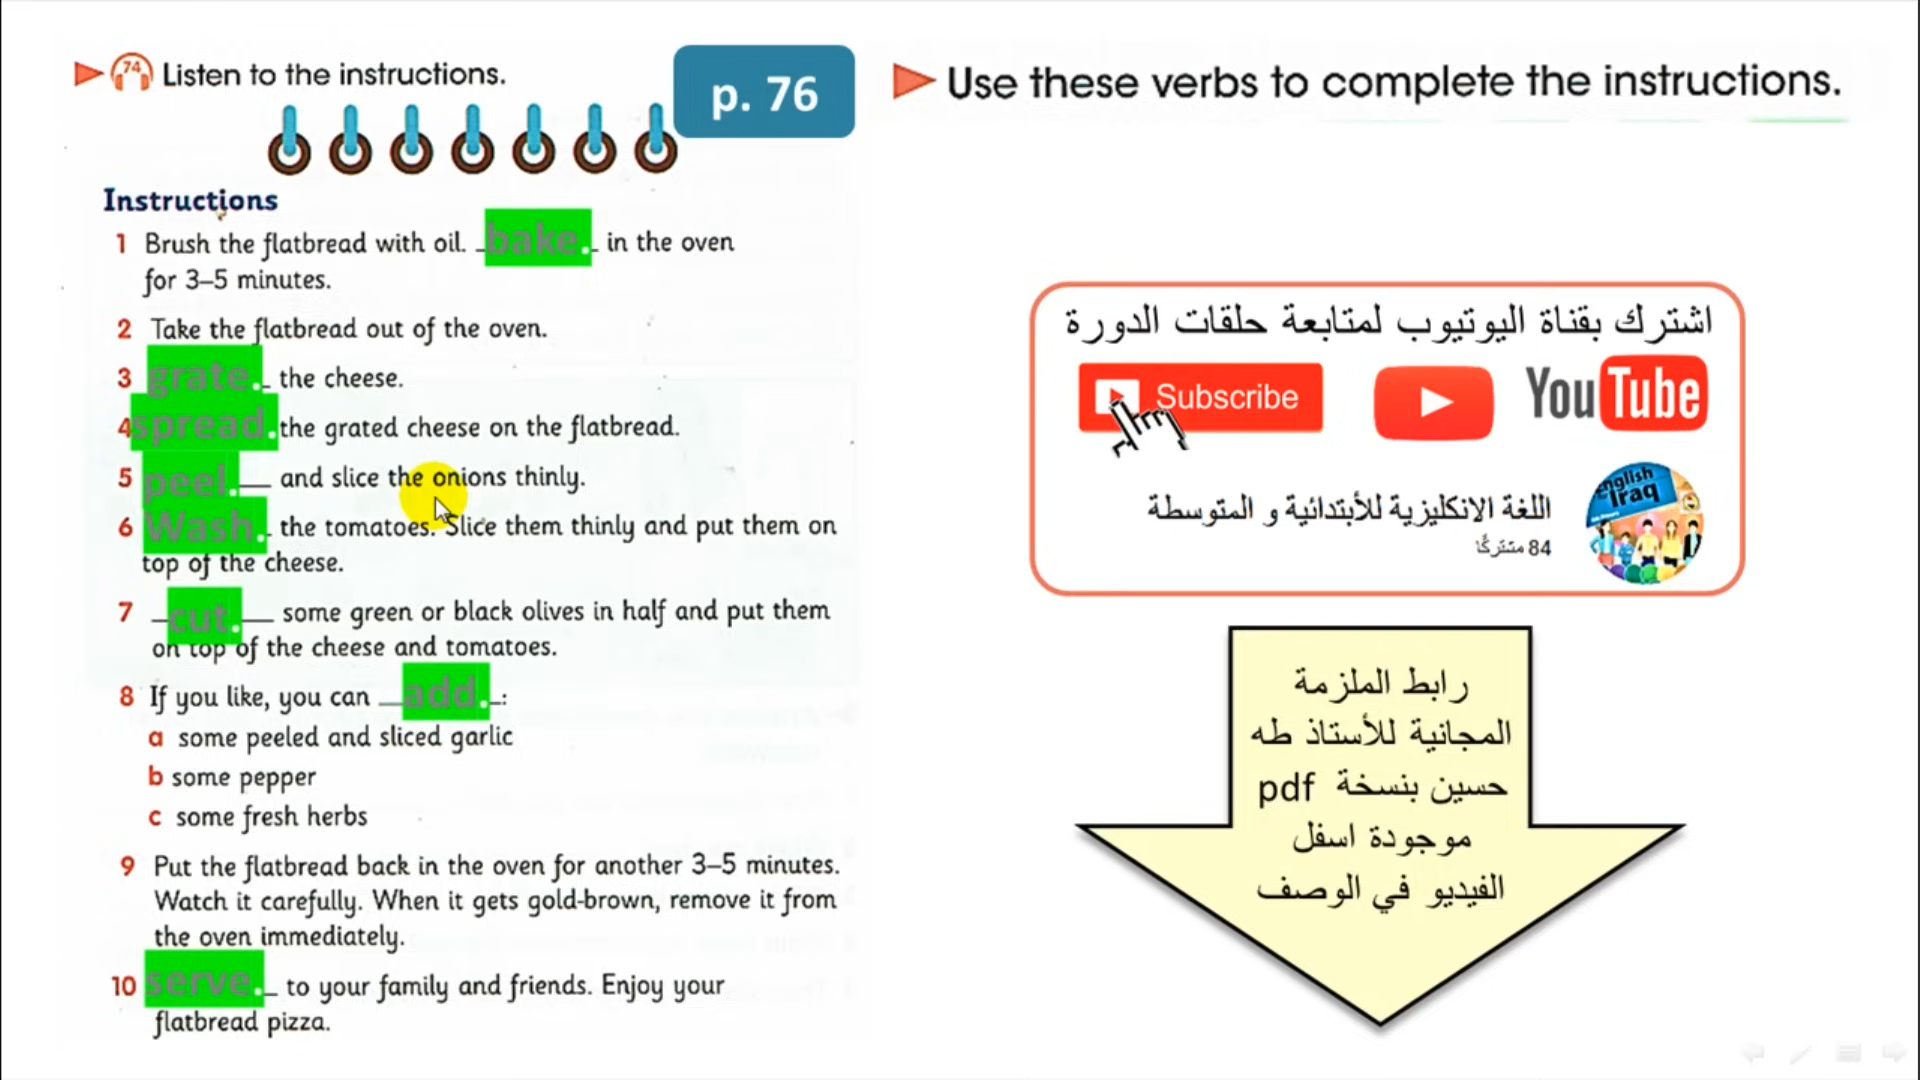 74 Listen to the instructions.
p. 76
Use these verbs to complete the instructions.
Instructions
1 Brush the flatbread with oil. bake. in the oven
for 3–5 minutes.
2 Take the flatbread out of the oven.
3 grate. the cheese.
4 spread. the grated cheese on the flatbread.
5 peel. and slice the onions thinly.
6 Wash. the tomatoes. Slice them thinly and put them on
top of the cheese.
7 cut. some green or black olives in half and put them
on top of the cheese and tomatoes.
8 If you like, you can add. :
a some peeled and sliced garlic
b some pepper
c some fresh herbs
9 Put the flatbread back in the oven for another 3–5 minutes.
Watch it carefully. When it gets gold-brown, remove it from
the oven immediately.
10 serve. to your family and friends. Enjoy your
flatbread pizza.
اشترك بقناة اليوتيوب لمتابعة حلقات الدورة
Subscribe
YouTube
اللغة الانكليزية للأبتدائية و المتوسطة
84 مشتركًا
English
Iraq
رابط الملزمة
المجانية للأستاذ طه
حسين بنسخة pdf
موجودة اسفل
الفيديو في الوصف